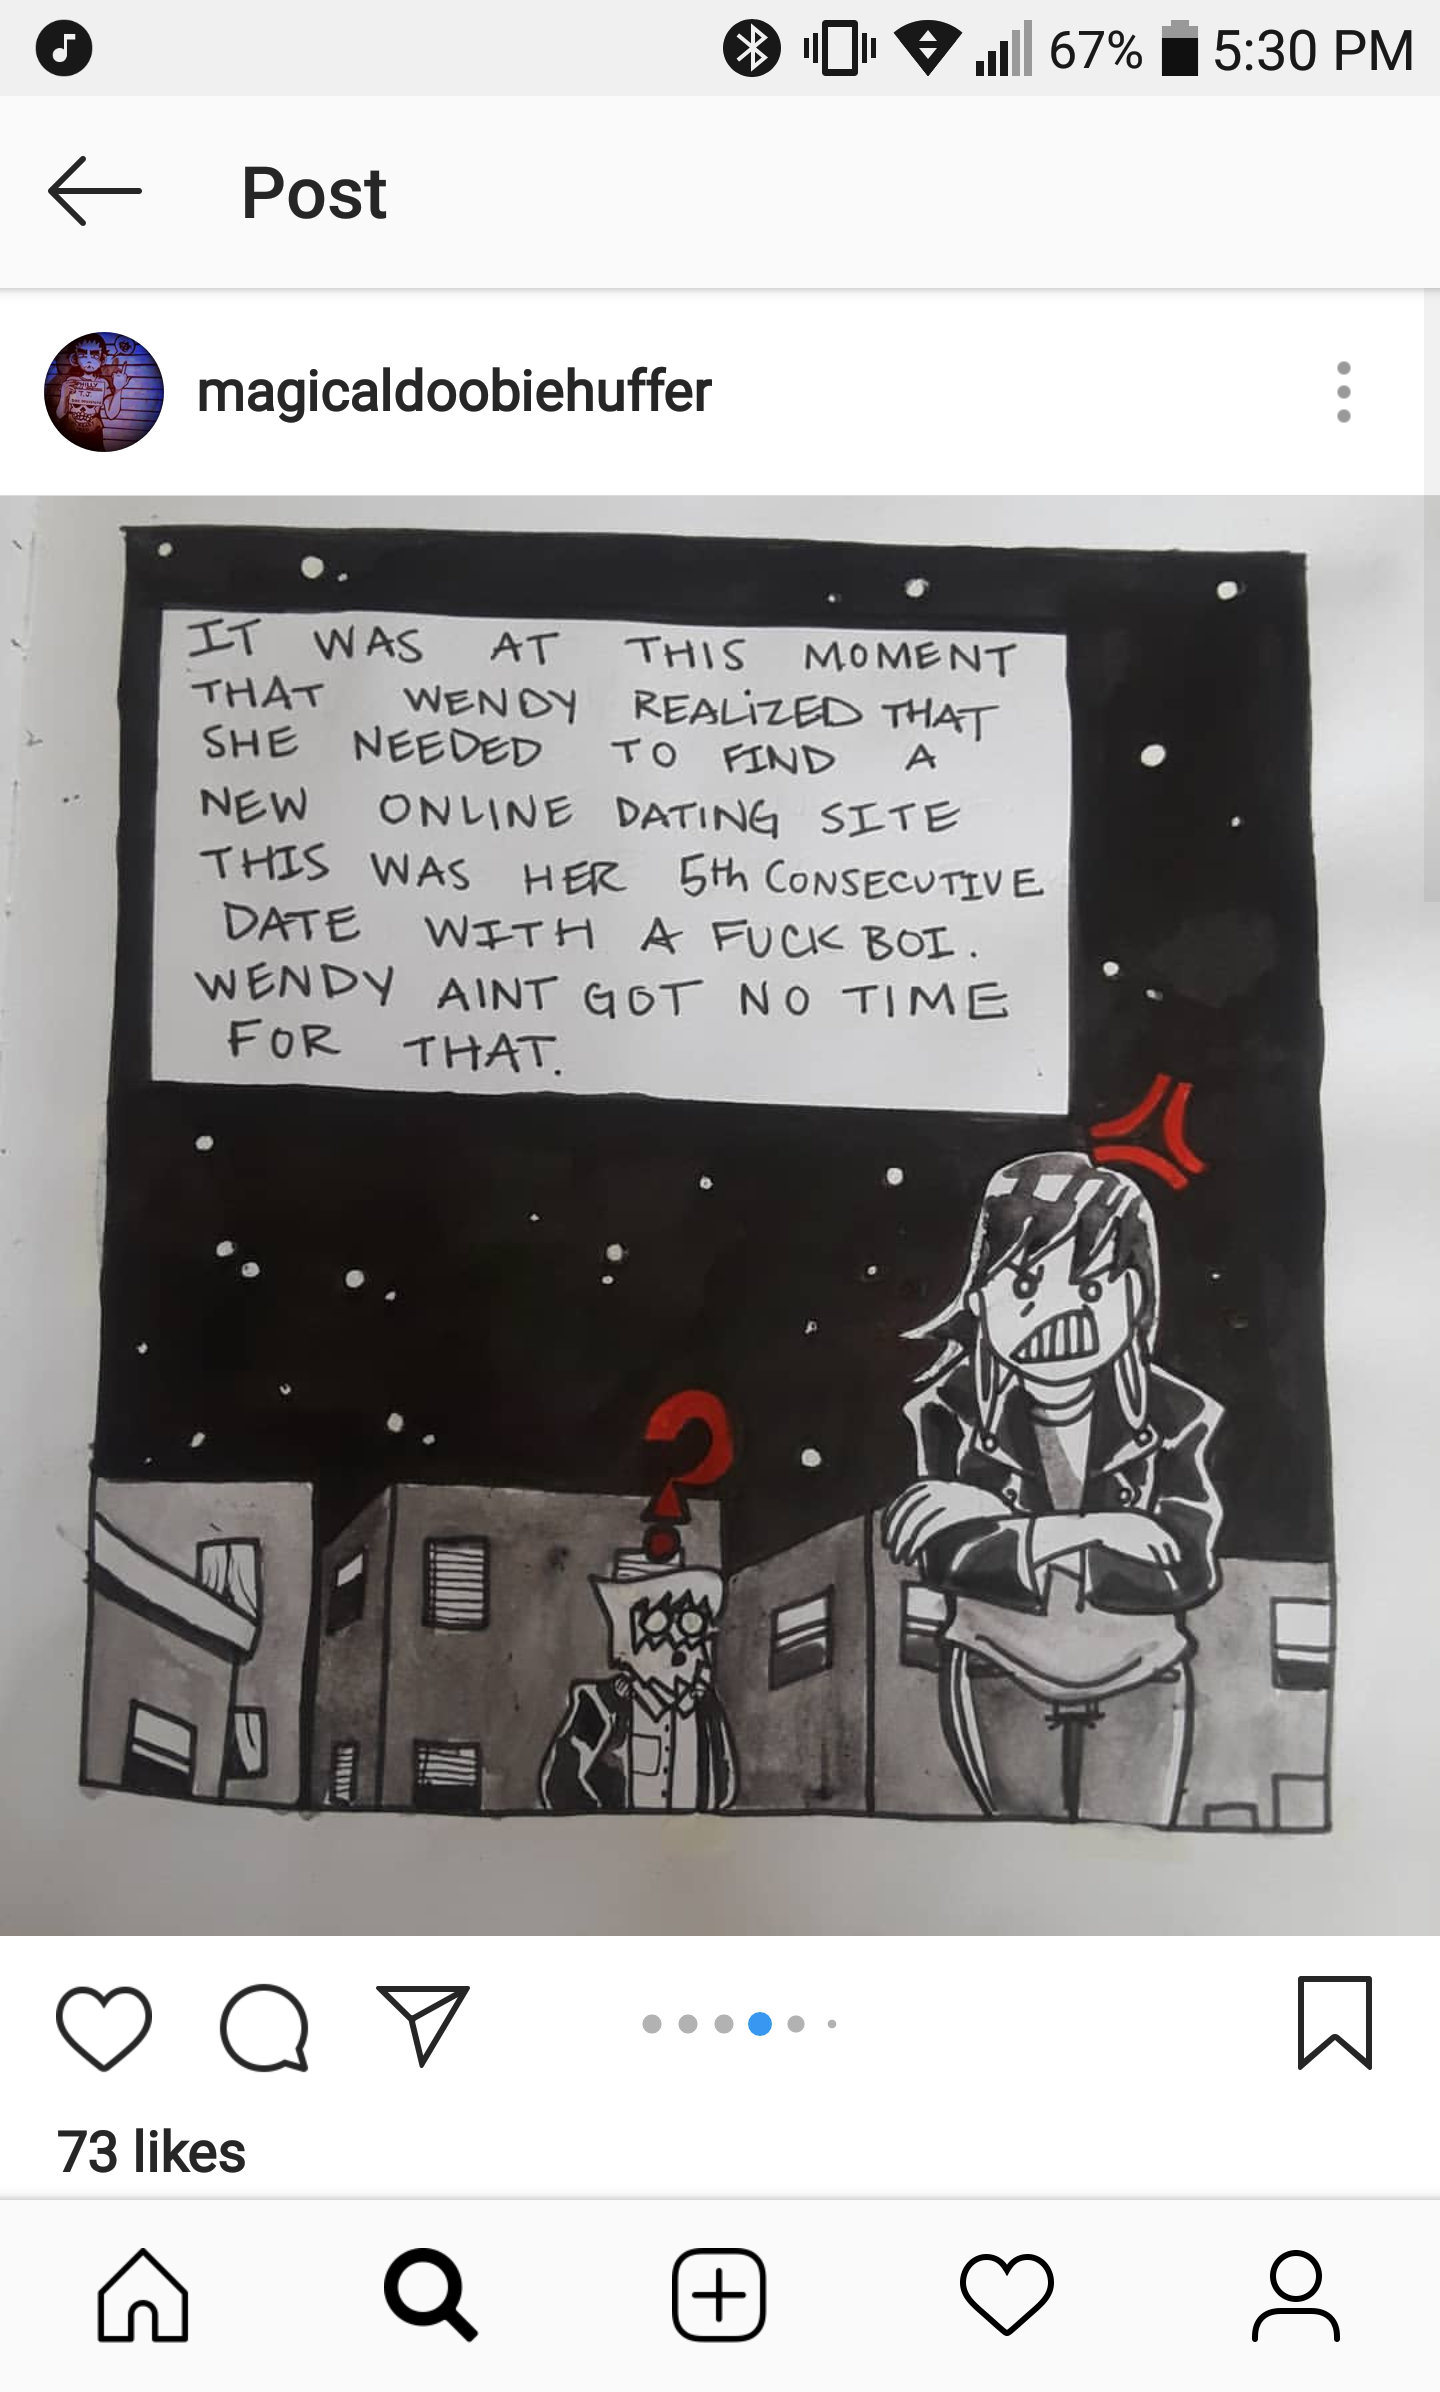 67% 5:30 PM
Post
magicaldoobiehuffer
IT WAS AT THIS MOMENT
THAT WENDY REALIZED THAT
SHE NEEDED TO FIND A
NEW ONLINE DATING SITE
THIS WAS HER 5th CONSECUTIVE
DATE WITH A FUCK BOI.
WENDY AINT GOT NO TIME
FOR THAT.
?
73 likes